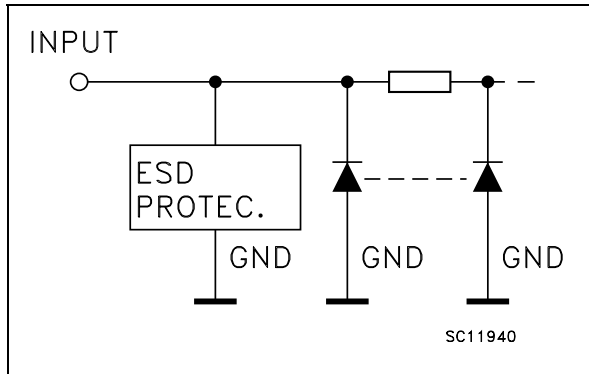 INPUT
ESD
PROTEC.
GND
GND
GND
SC11940